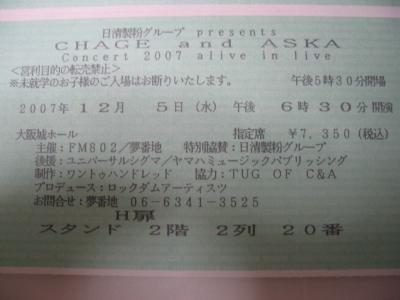 日清製粉グループ presents
CHAGE and ASKA
Concert 2007 alive in live
＜営利目的の転売禁止＞
※未就学のお子様のご入場はお断りいたします。 午後5時30分開場
2007年12月 5日(水) 午後 6時30分開演
大阪城ホール 指定席 ￥7,350(税込)
主催：FM802／夢番地 特別協賛：日清製粉グループ
後援：ユニバーサルシグマ／ヤマハミュージックパブリッシング
制作：ワントゥハンドレッド 協力：TUG OF C&A
プロデュース：ロックダムアーティスツ
お問合せ：夢番地 06-6341-3525
H扉
スタンド 2階 2列 20番